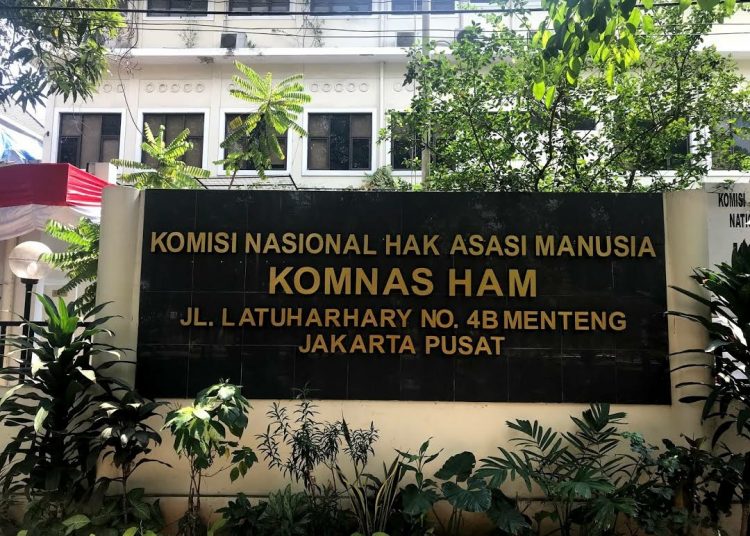 KOMISI NASIONAL HAK ASASI MANUSIA
KOMNAS HAM
JL. LATUHARHARY NO. 4B MENTENG
JAKARTA PUSAT
KOMISI